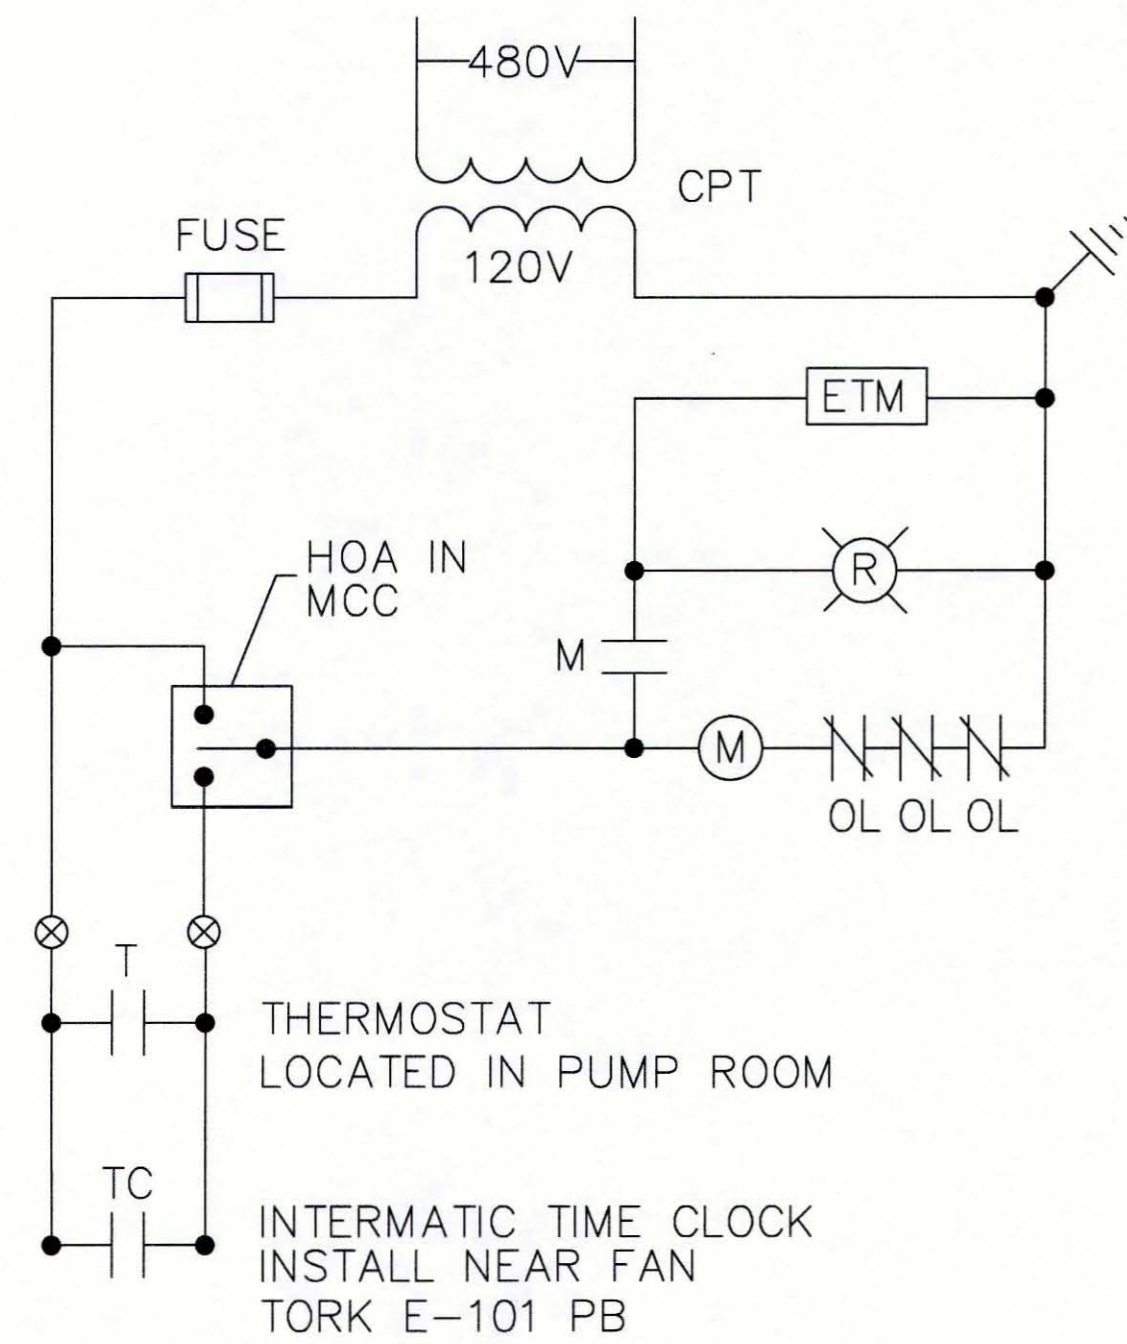 480V
CPT
FUSE
120V
ETM
HOA IN
MCC
R
M
M
OL OL OL
T
THERMOSTAT
LOCATED IN PUMP ROOM
TC
INTERMATIC TIME CLOCK
INSTALL NEAR FAN
TORK E-101 PB